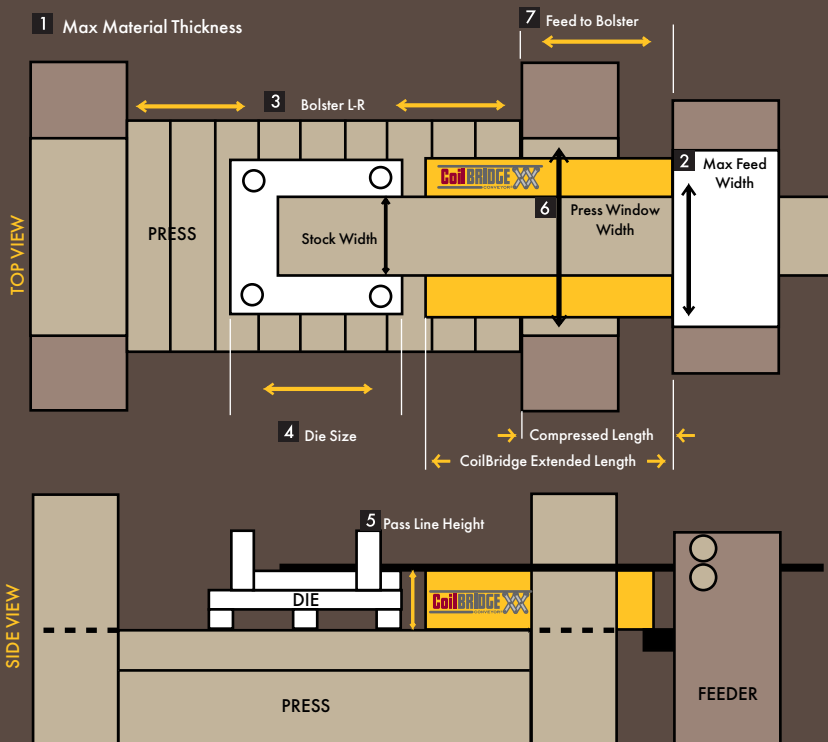 1 Max Material Thickness
7 Feed to Bolster
3 Bolster L-R
TOP VIEW
PRESS
Stock Width
CoilBRIDGE XX
CONVEYOR
6 Press Window
Width
2 Max Feed
Width
4 Die Size
Compressed Length
CoilBridge Extended Length
5 Pass Line Height
SIDE VIEW
DIE
CoilBRIDGE XX
CONVEYOR
PRESS
FEEDER